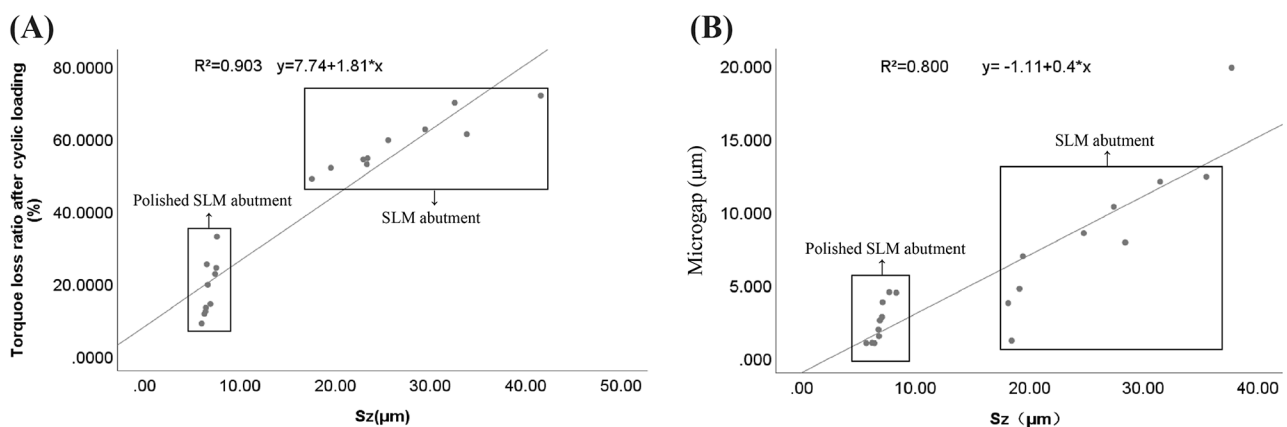 (A)
R²=0.903 y=7.74+1.81*x
80.0000
60.0000
40.0000
20.0000
.0000
Torquoe loss ratio after cyclic loading
(%)
Polished SLM abutment
SLM abutment
.00 10.00 20.00 30.00 40.00 50.00
Sz(μm)
(B)
R²=0.800 y= -1.11+0.4*x
20.000
15.000
10.000
5.000
.000
Microgap (μm)
SLM abutment
Polished SLM abutment
.00 10.00 20.00 30.00 40.00
Sz（μm）